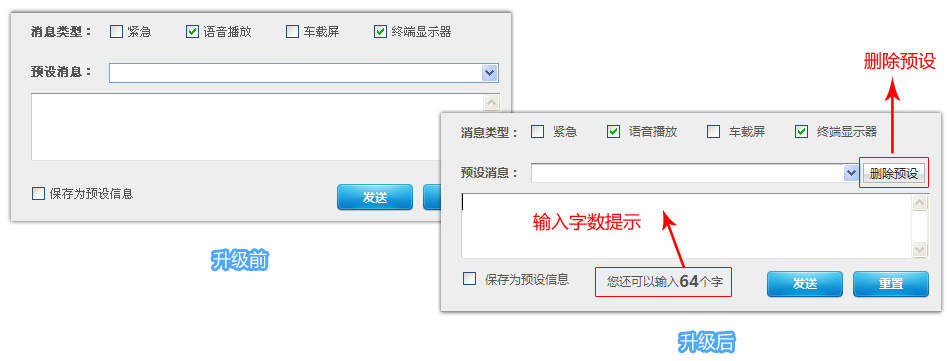 消息类型： 紧急 语音播放 车载屏 终端显示器
预设消息：
保存为预设信息 发送
升级前
删除预设
消息类型： 紧急 语音播放 车载屏 终端显示器
预设消息： 删除预设
输入字数提示
保存为预设信息 您还可以输入64个字 发送 重置
升级后